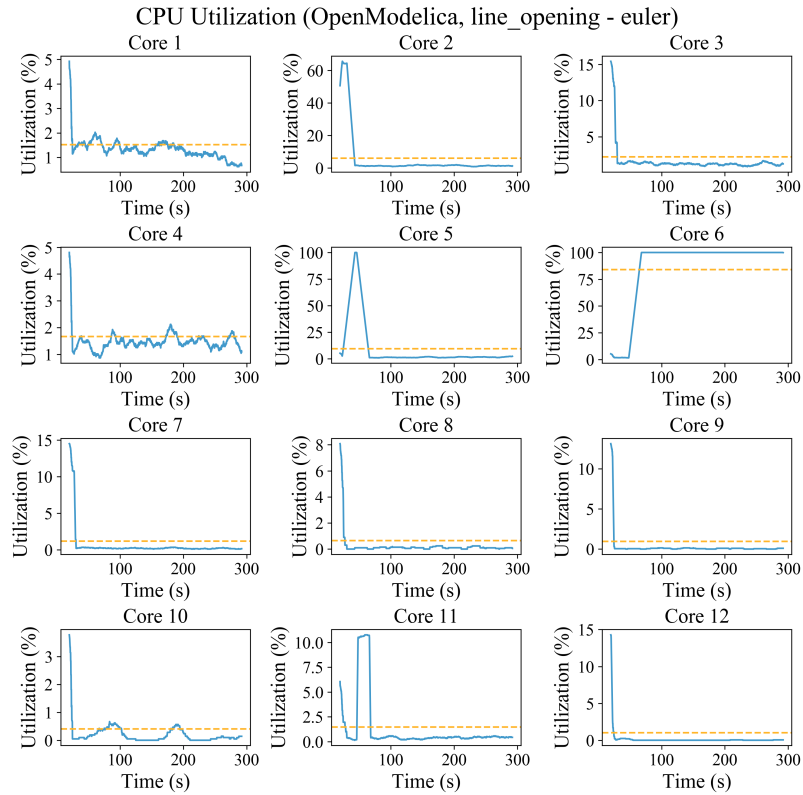 CPU Utilization (OpenModelica, line_opening - euler)
Core 1
Core 2
Core 3
Utilization (%)
5
4
3
2
1
100
200
300
Time (s)
Utilization (%)
60
40
20
0
100
200
300
Time (s)
Utilization (%)
15
10
5
100
200
300
Time (s)
Core 4
Core 5
Core 6
Utilization (%)
5
4
3
2
1
100
200
300
Time (s)
Utilization (%)
100
75
50
25
0
100
200
300
Time (s)
Utilization (%)
100
75
50
25
0
100
200
300
Time (s)
Core 7
Core 8
Core 9
Utilization (%)
15
10
5
0
100
200
300
Time (s)
Utilization (%)
8
6
4
2
0
100
200
300
Time (s)
Utilization (%)
10
5
0
100
200
300
Time (s)
Core 10
Core 11
Core 12
Utilization (%)
3
2
1
0
100
200
300
Time (s)
Utilization (%)
10.0
7.5
5.0
2.5
0.0
100
200
300
Time (s)
Utilization (%)
15
10
5
0
100
200
300
Time (s)